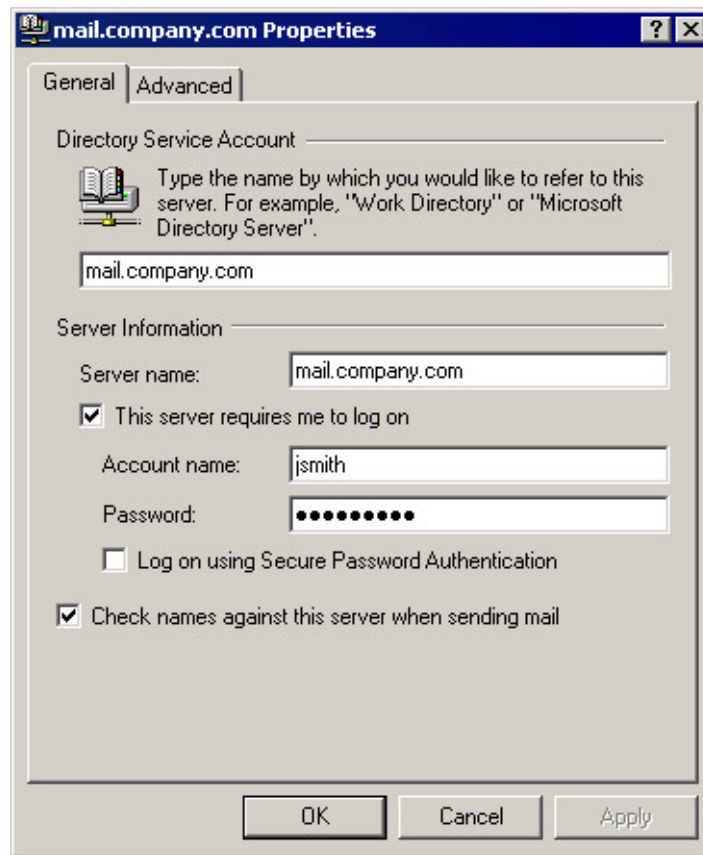 mail.company.com Properties
General
Advanced
Directory Service Account
Type the name by which you would like to refer to this
server. For example, "Work Directory" or "Microsoft
Directory Server".
mail.company.com
Server Information
Server name:
mail.company.com
This server requires me to log on
Account name:
jsmith
Password:
●●●●●●●●●
Log on using Secure Password Authentication
Check names against this server when sending mail
OK
Cancel
Apply